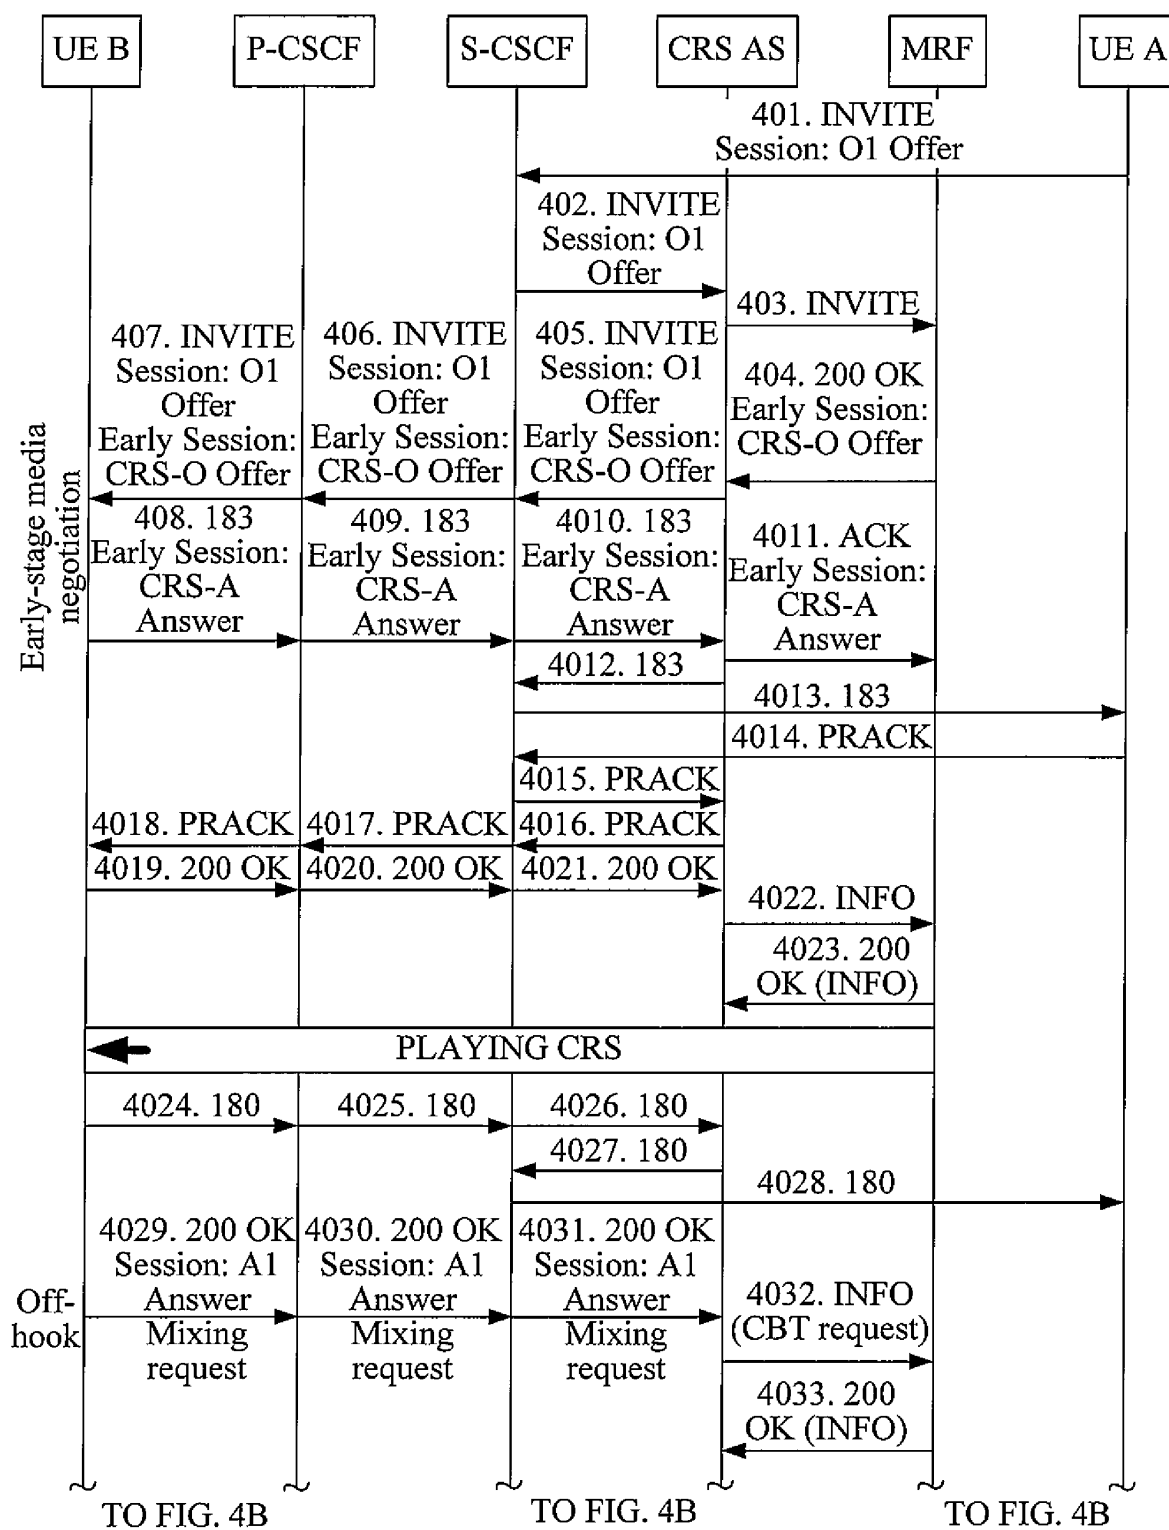 UE B
P-CSCF
S-CSCF
CRS AS
MRF
UE A
401. INVITE
Session: O1 Offer
402. INVITE
Session: O1
Offer
403. INVITE
404. 200 OK
Early Session:
CRS-O Offer
405. INVITE
Session: O1
Offer
Early Session:
CRS-O Offer
406. INVITE
Session: O1
Offer
Early Session:
CRS-O Offer
407. INVITE
Session: O1
Offer
Early Session:
CRS-O Offer
Early-stage media
negotiation
408. 183
Early Session:
CRS-A
Answer
409. 183
Early Session:
CRS-A
Answer
4010. 183
Early Session:
CRS-A
Answer
4011. ACK
Early Session:
CRS-A
Answer
4012. 183
4013. 183
4014. PRACK
4015. PRACK
4016. PRACK
4017. PRACK
4018. PRACK
4019. 200 OK
4020. 200 OK
4021. 200 OK
4022. INFO
4023. 200
OK (INFO)
PLAYING CRS
4024. 180
4025. 180
4026. 180
4027. 180
4028. 180
Off-
hook
4029. 200 OK
Session: A1
Answer
Mixing
request
4030. 200 OK
Session: A1
Answer
Mixing
request
4031. 200 OK
Session: A1
Answer
Mixing
request
4032. INFO
(CBT request)
4033. 200
OK (INFO)
TO FIG. 4B
TO FIG. 4B
TO FIG. 4B